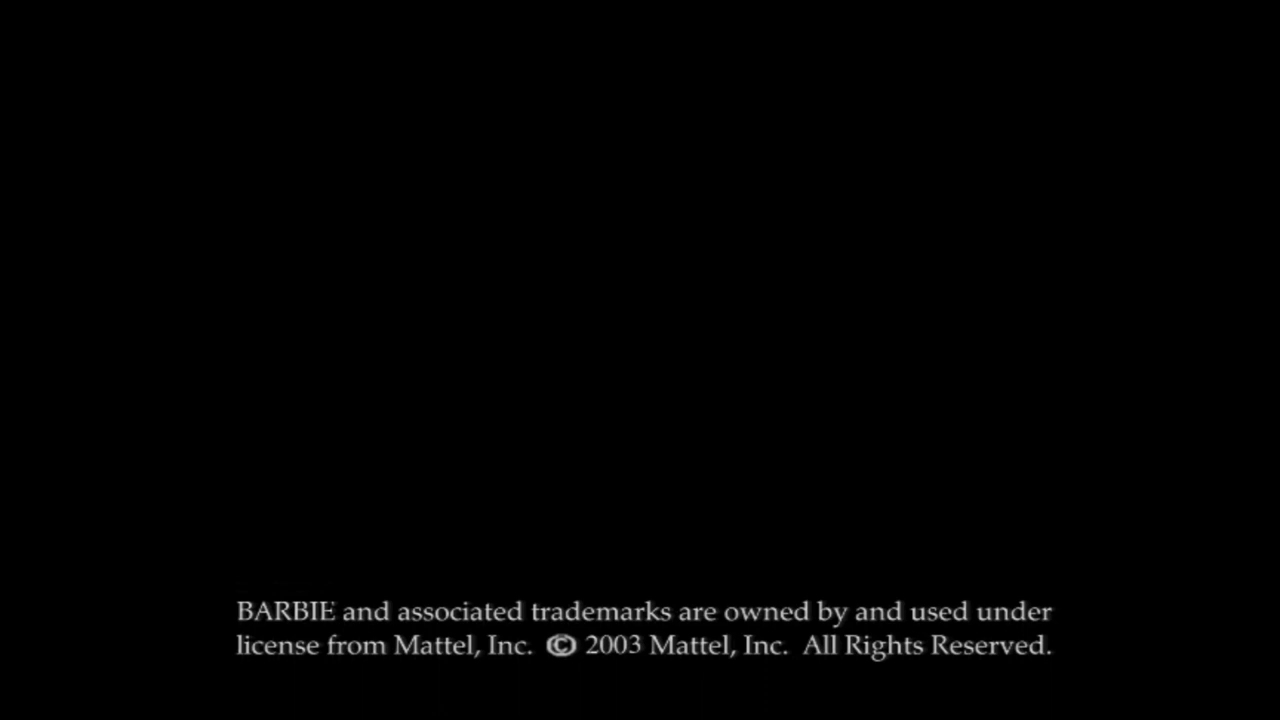 BARBIE and associated trademarks are owned by and used under
license from Mattel, Inc. © 2003 Mattel, Inc. All Rights Reserved.